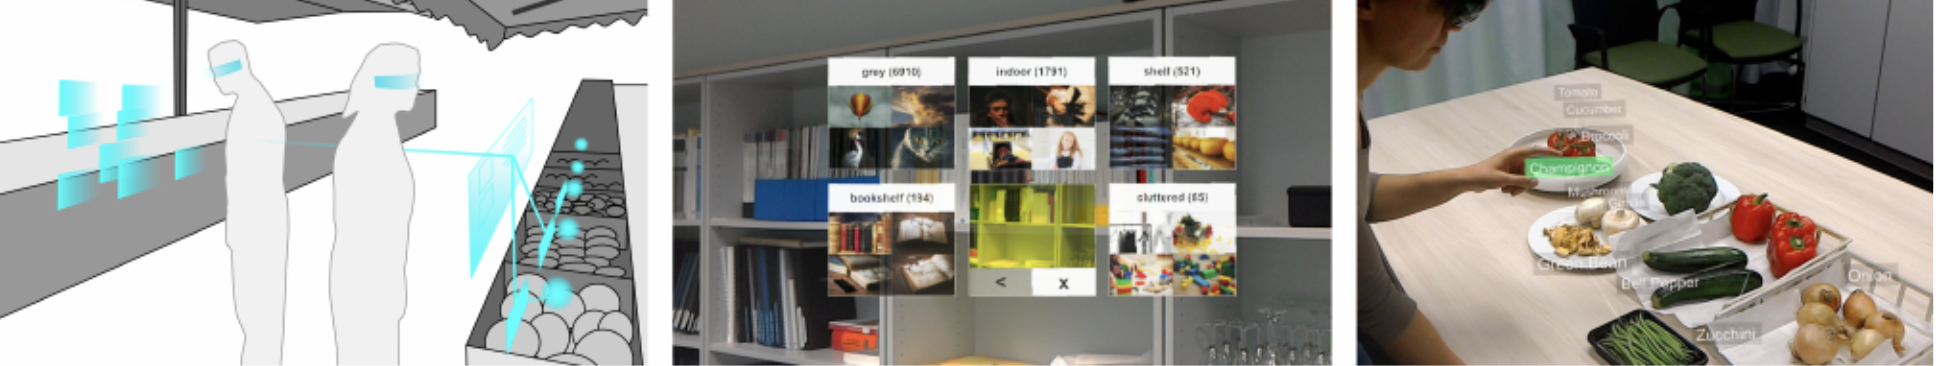 grey (6910)
indoor (1791)
shelf (521)
bookshelf (194)
cluttered (65)
<
x
Tomato
Cucumber
Broccoli
Champignon
Mushroom
Green Bean
Bell Pepper
Onion
Zucchini